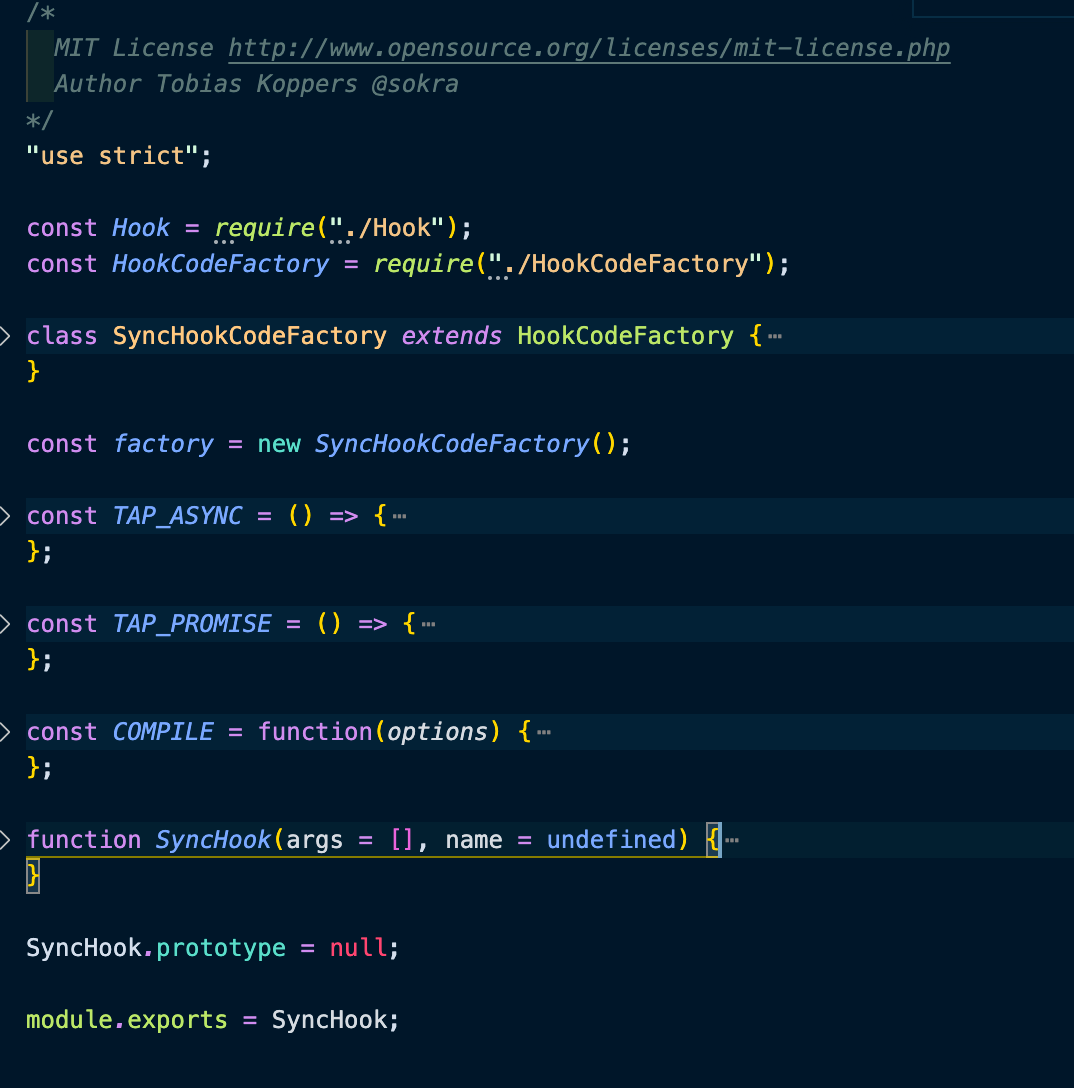 /*
MIT License http://www.opensource.org/licenses/mit-license.php
Author Tobias Koppers @sokra
*/
"use strict";
const Hook = require("./Hook");
const HookCodeFactory = require("./HookCodeFactory");
class SyncHookCodeFactory extends HookCodeFactory {⋯
}
const factory = new SyncHookCodeFactory();
const TAP_ASYNC = () => {⋯
};
const TAP_PROMISE = () => {⋯
};
const COMPILE = function(options) {⋯
};
function SyncHook(args = [], name = undefined) {⋯
}
SyncHook.prototype = null;
module.exports = SyncHook;